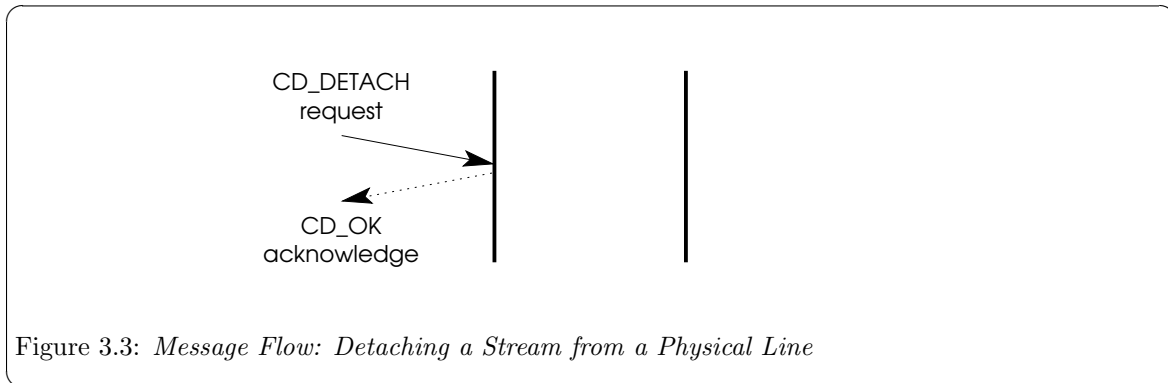 CD_DETACH
request
CD_OK
acknowledge
Figure 3.3: Message Flow: Detaching a Stream from a Physical Line